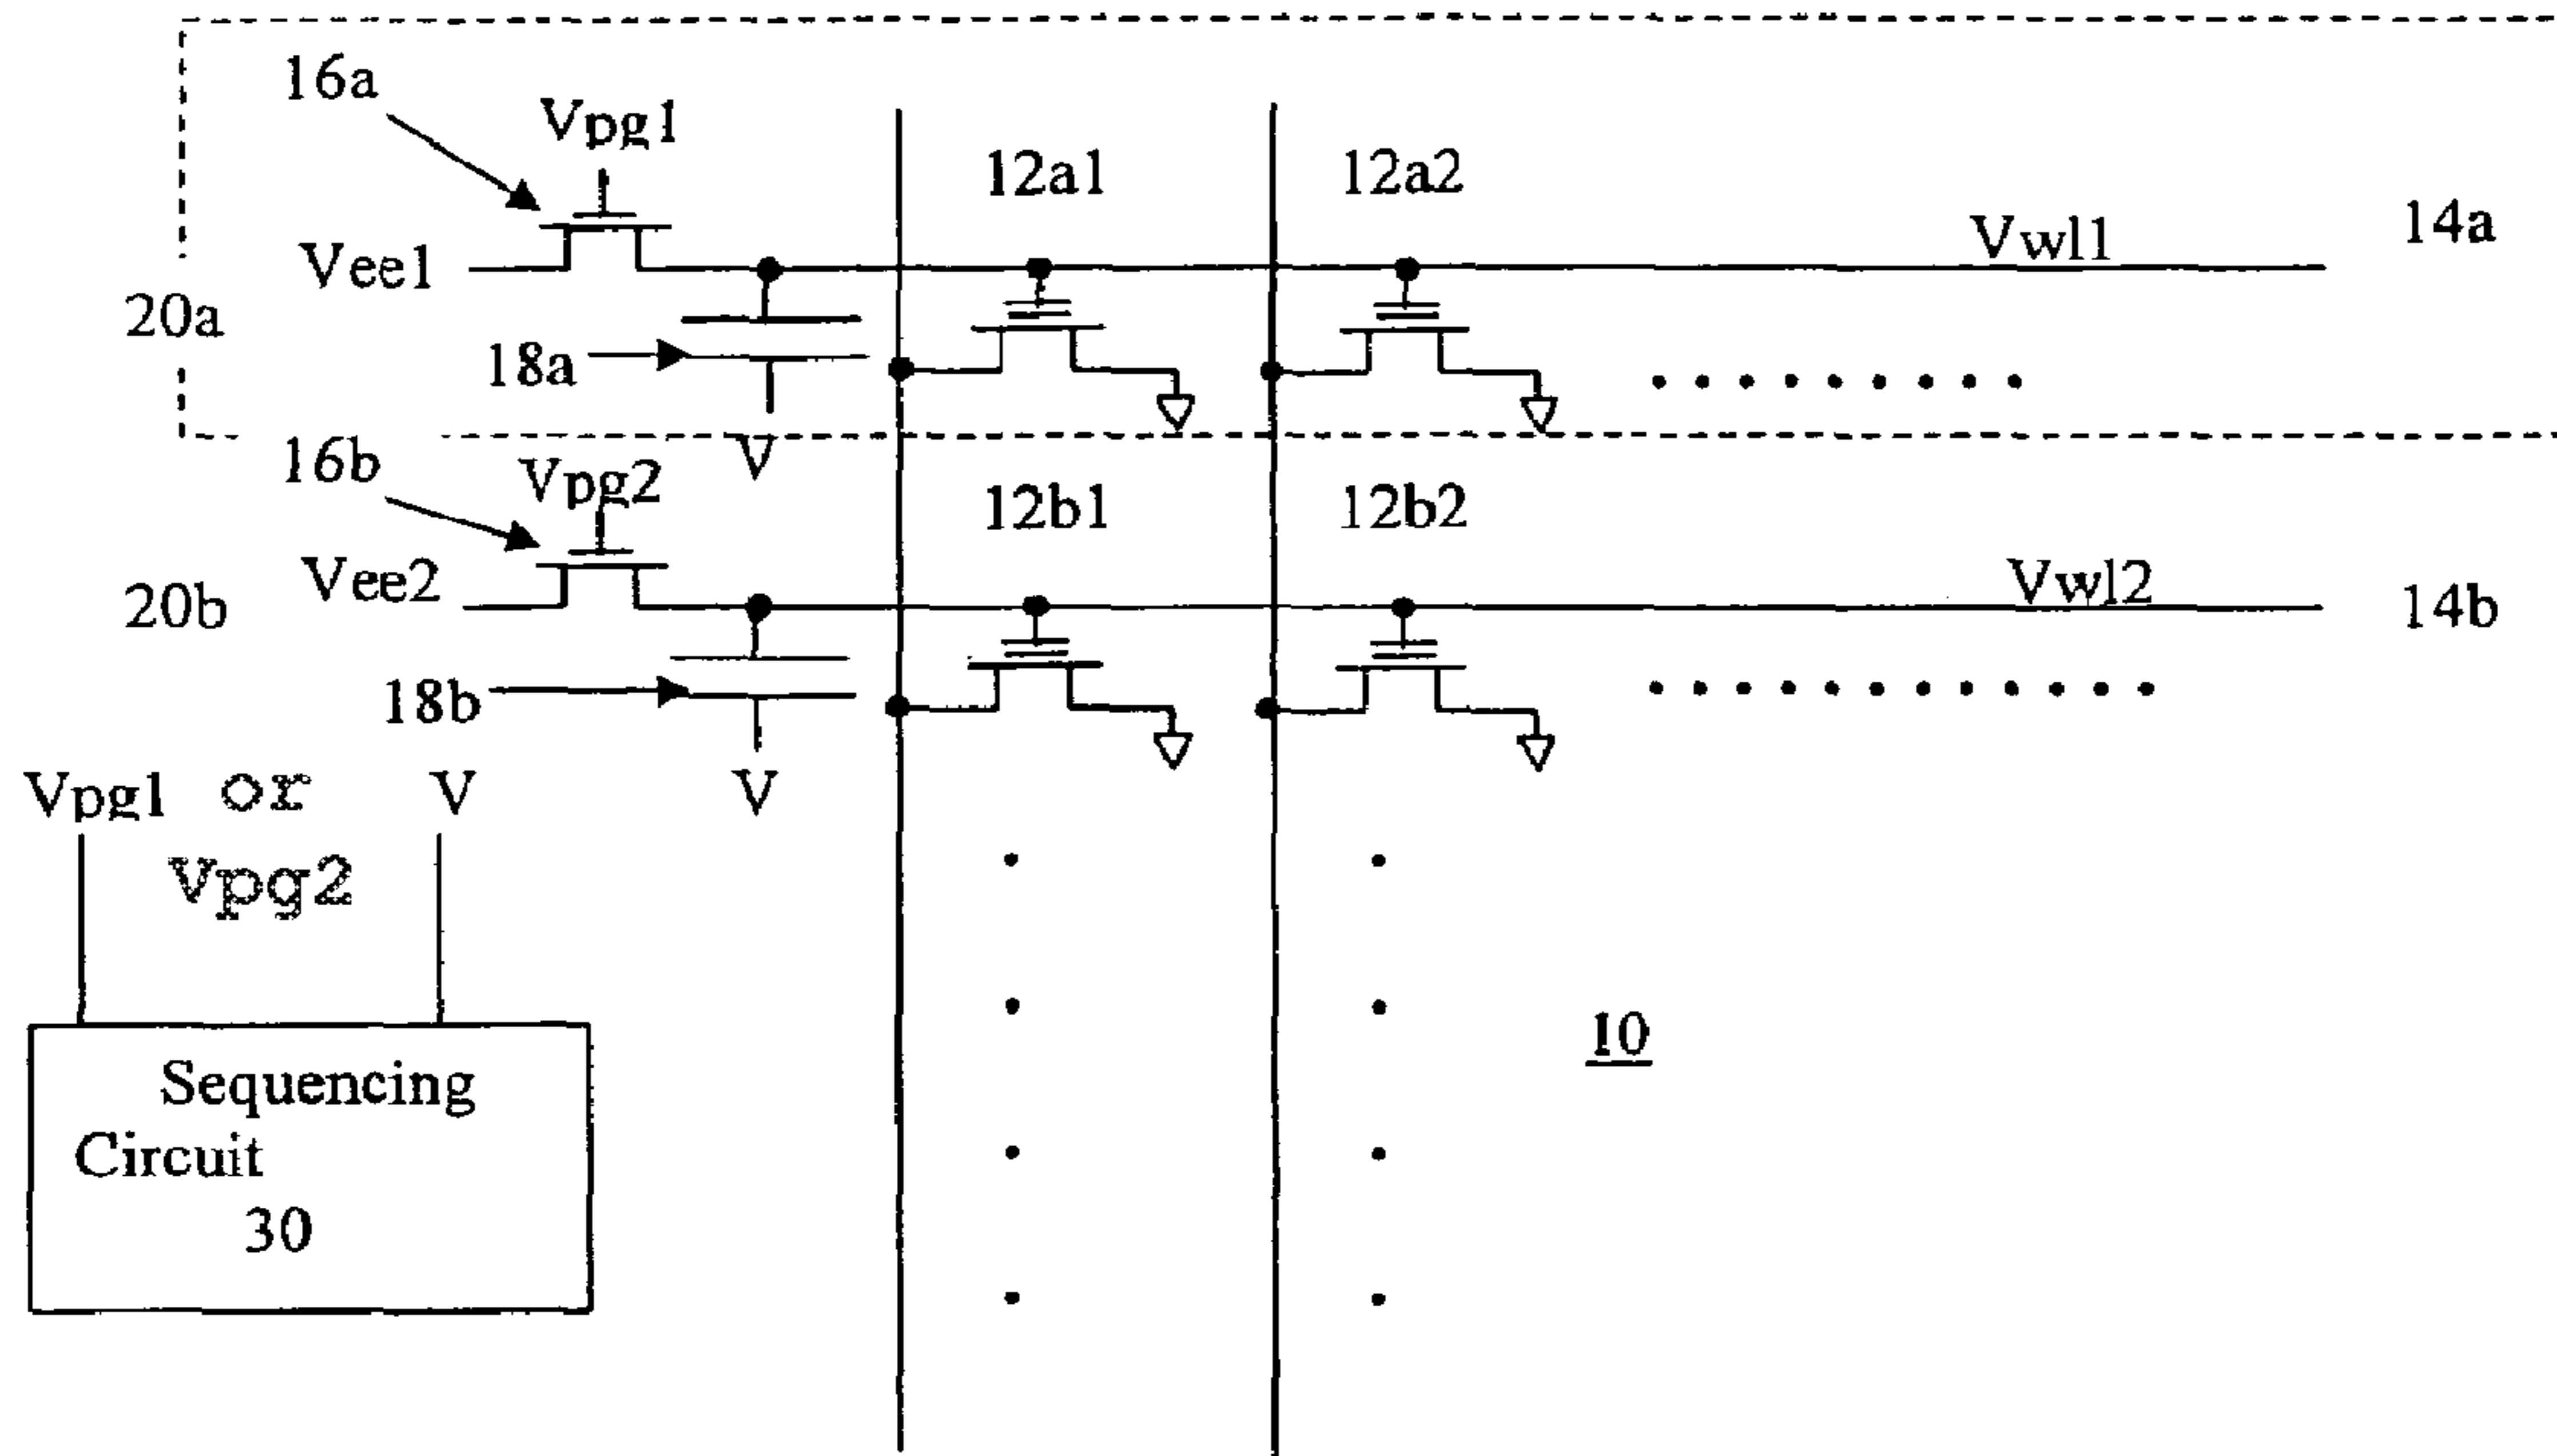 16a
Vpg1
12a1
12a2
Vwl1
14a
Vee1
20a
18a
V
16b
Vpg2
12b1
12b2
Vee2
Vwl2
20b
14b
18b
Vpg1 or
V
V
Vpg2
10
Sequencing
Circuit
30